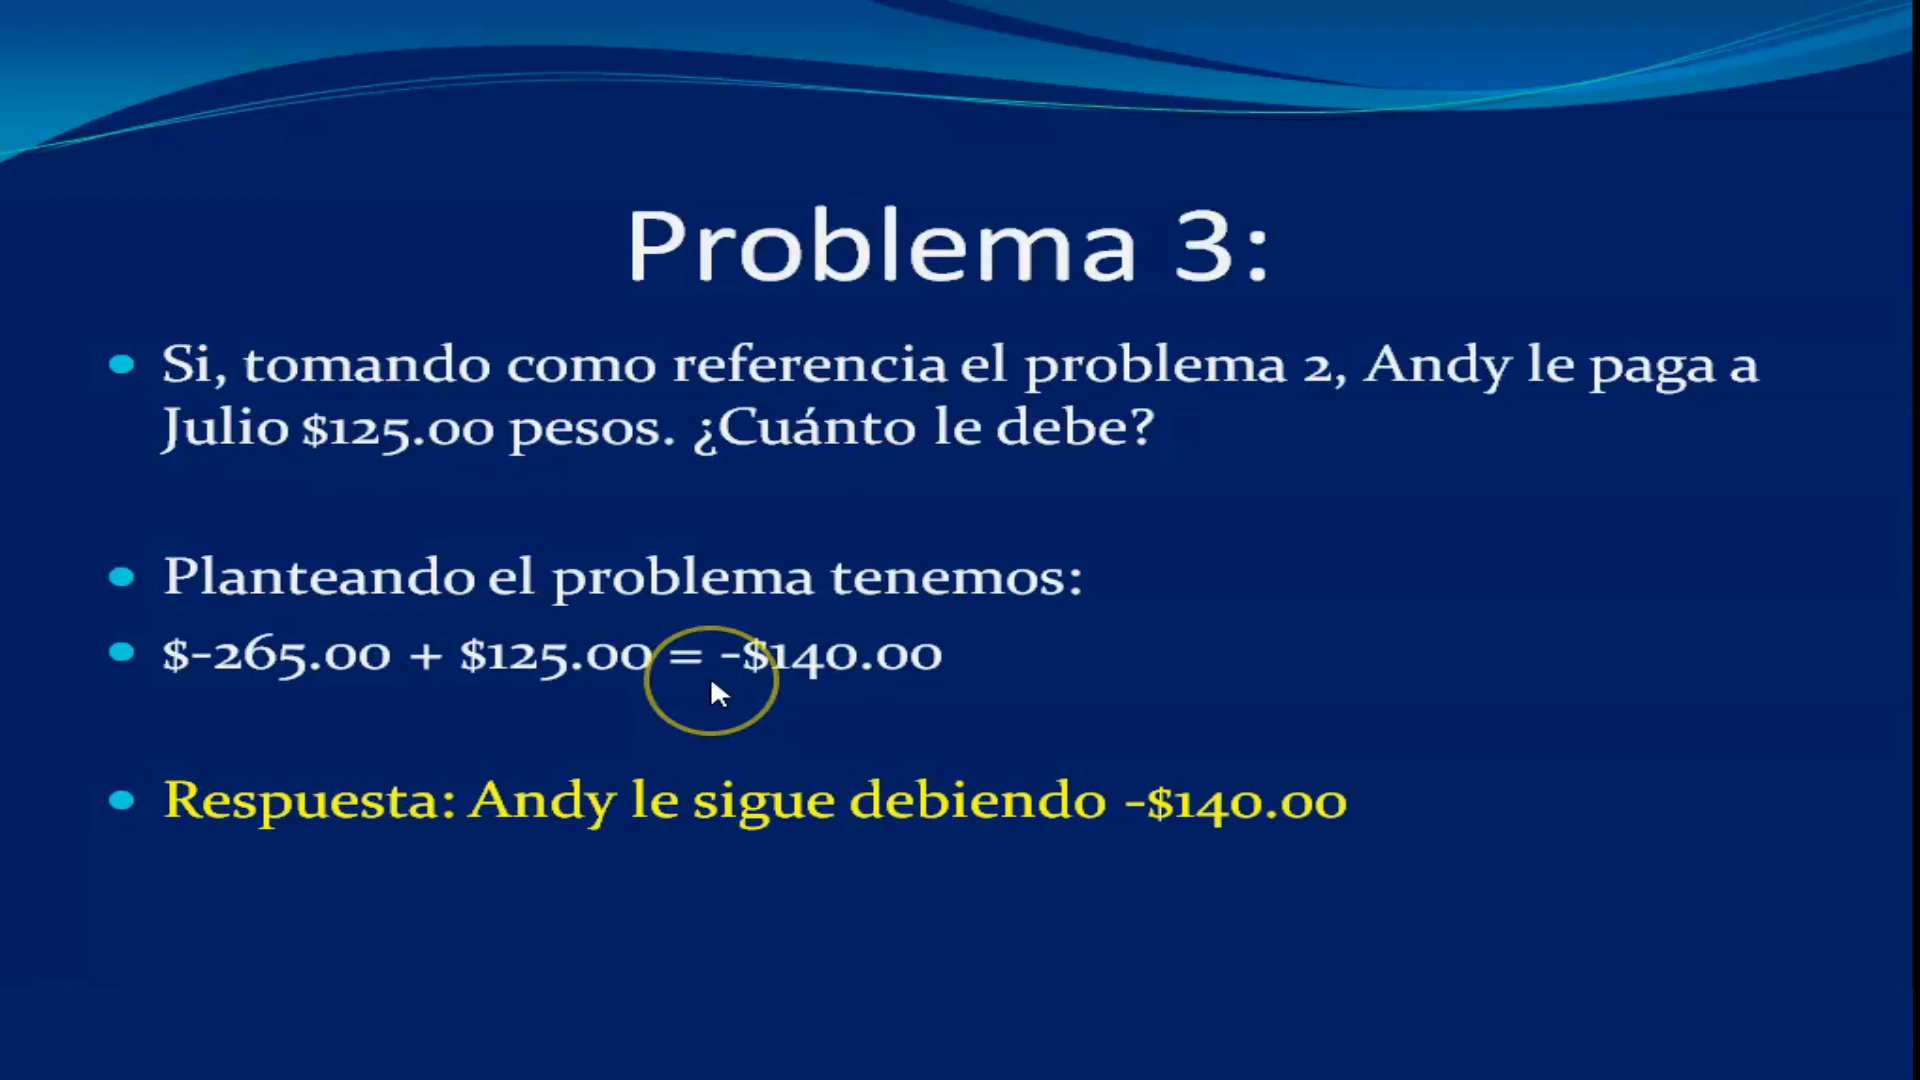 Problema 3:
Si, tomando como referencia el problema 2, Andy le paga a
Julio $125.00 pesos. ¿Cuánto le debe?
Planteando el problema tenemos:
$-265.00 + $125.00 = -$140.00
Respuesta: Andy le sigue debiendo -$140.00